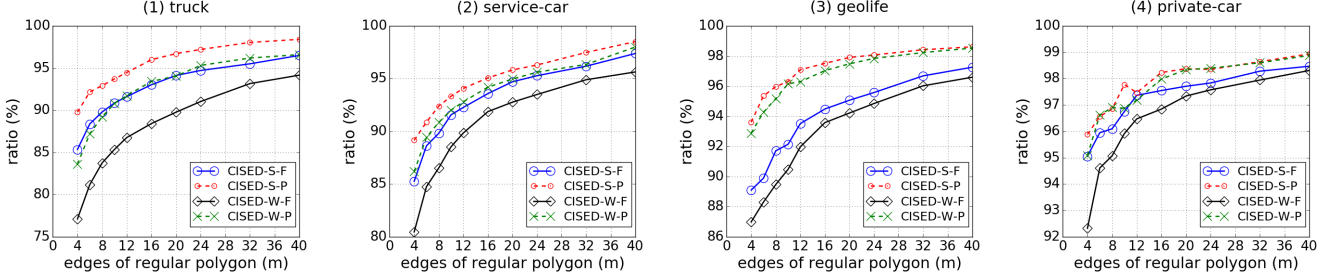 (1) truck
100
95
90
85
80
75
ratio (%)
0 4 8 12 16 20 24 28 32 36 40
edges of regular polygon (m)
CISED-S-F
CISED-S-P
CISED-W-F
CISED-W-P
(2) service-car
100
95
90
85
80
ratio (%)
0 4 8 12 16 20 24 28 32 36 40
edges of regular polygon (m)
CISED-S-F
CISED-S-P
CISED-W-F
CISED-W-P
(3) geolife
100
98
96
94
92
90
88
86
ratio (%)
0 4 8 12 16 20 24 28 32 36 40
edges of regular polygon (m)
CISED-S-F
CISED-S-P
CISED-W-F
CISED-W-P
(4) private-car
100
99
98
97
96
95
94
93
92
ratio (%)
0 4 8 12 16 20 24 28 32 36 40
edges of regular polygon (m)
CISED-S-F
CISED-S-P
CISED-W-F
CISED-W-P